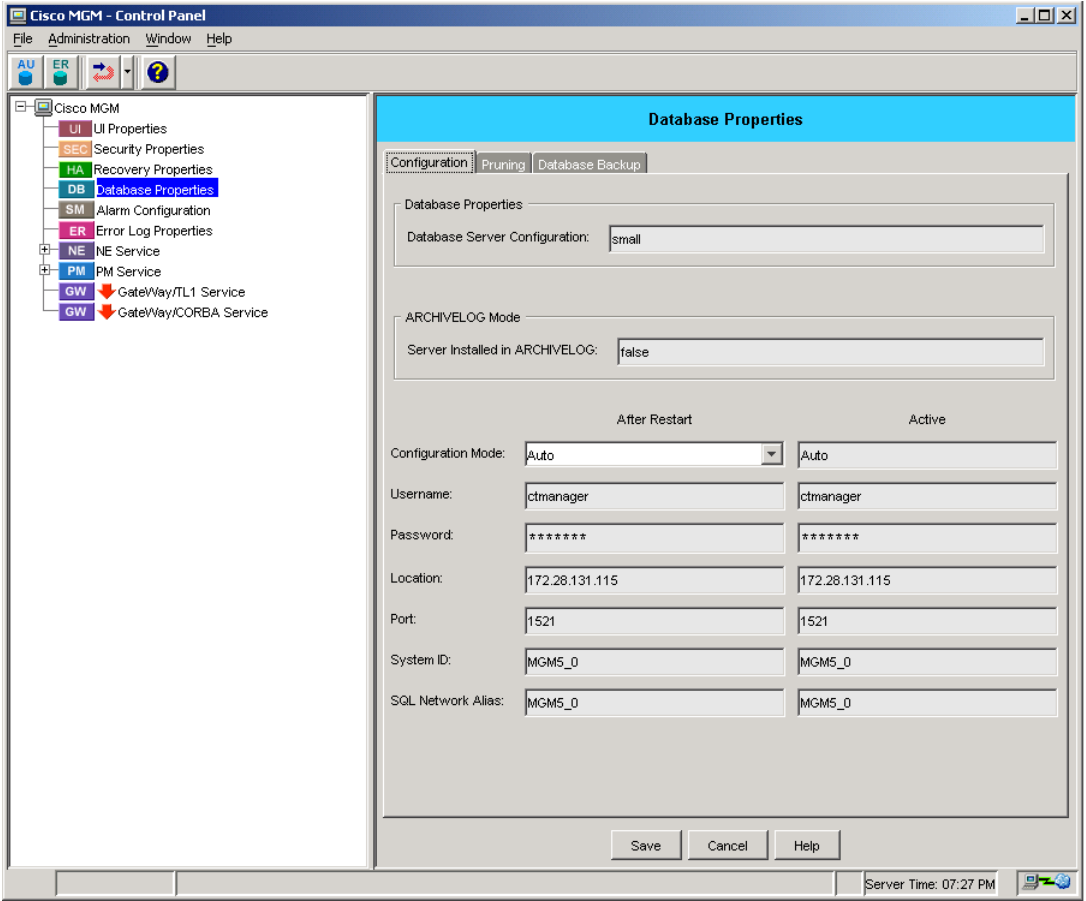 Cisco MGM - Control Panel
File Administration Window Help
AU ER ?
Cisco MGM
UI UI Properties
SEC Security Properties
HA Recovery Properties
DB Database Properties
SM Alarm Configuration
ER Error Log Properties
NE NE Service
PM PM Service
GW GateWay/TL1 Service
GW GateWay/CORBA Service
Database Properties
Configuration Pruning Database Backup
Database Properties
Database Server Configuration: small
ARCHIVELOG Mode
Server Installed in ARCHIVELOG: false
After Restart Active
Configuration Mode: Auto Auto
Username: ctmanager ctmanager
Password: ******* *******
Location: 172.28.131.115 172.28.131.115
Port: 1521 1521
System ID: MGM5_0 MGM5_0
SQL Network Alias: MGM5_0 MGM5_0
Save Cancel Help
Server Time: 07:27 PM